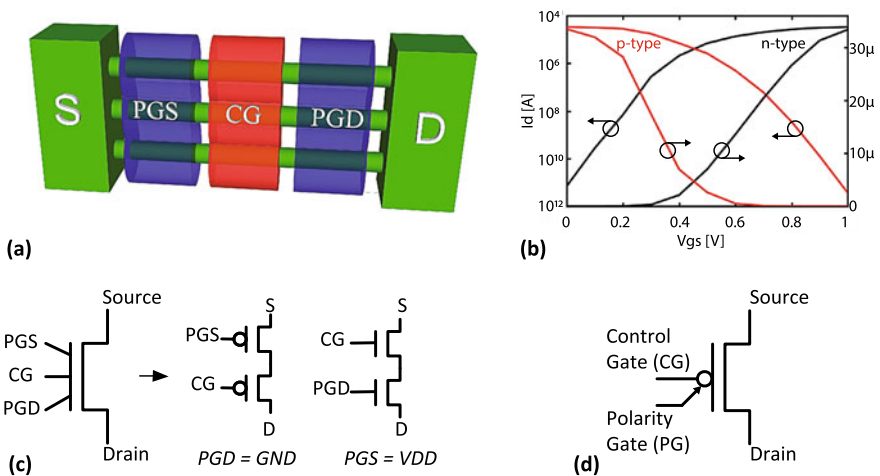 S
PGS
CG
PGD
D
(a)
10⁴
10⁶
10⁸
10¹⁰
10¹²
Id [A]
p-type
n-type
30µ
20µ
10µ
0
0
0.2
0.4
0.6
0.8
1
Vgs [V]
(b)
Source
PGS
CG
PGD
Drain
S
PGS
CG
D
PGD = GND
S
CG
PGD
D
PGS = VDD
(c)
Source
Control
Gate (CG)
Polarity
Gate (PG)
Drain
(d)